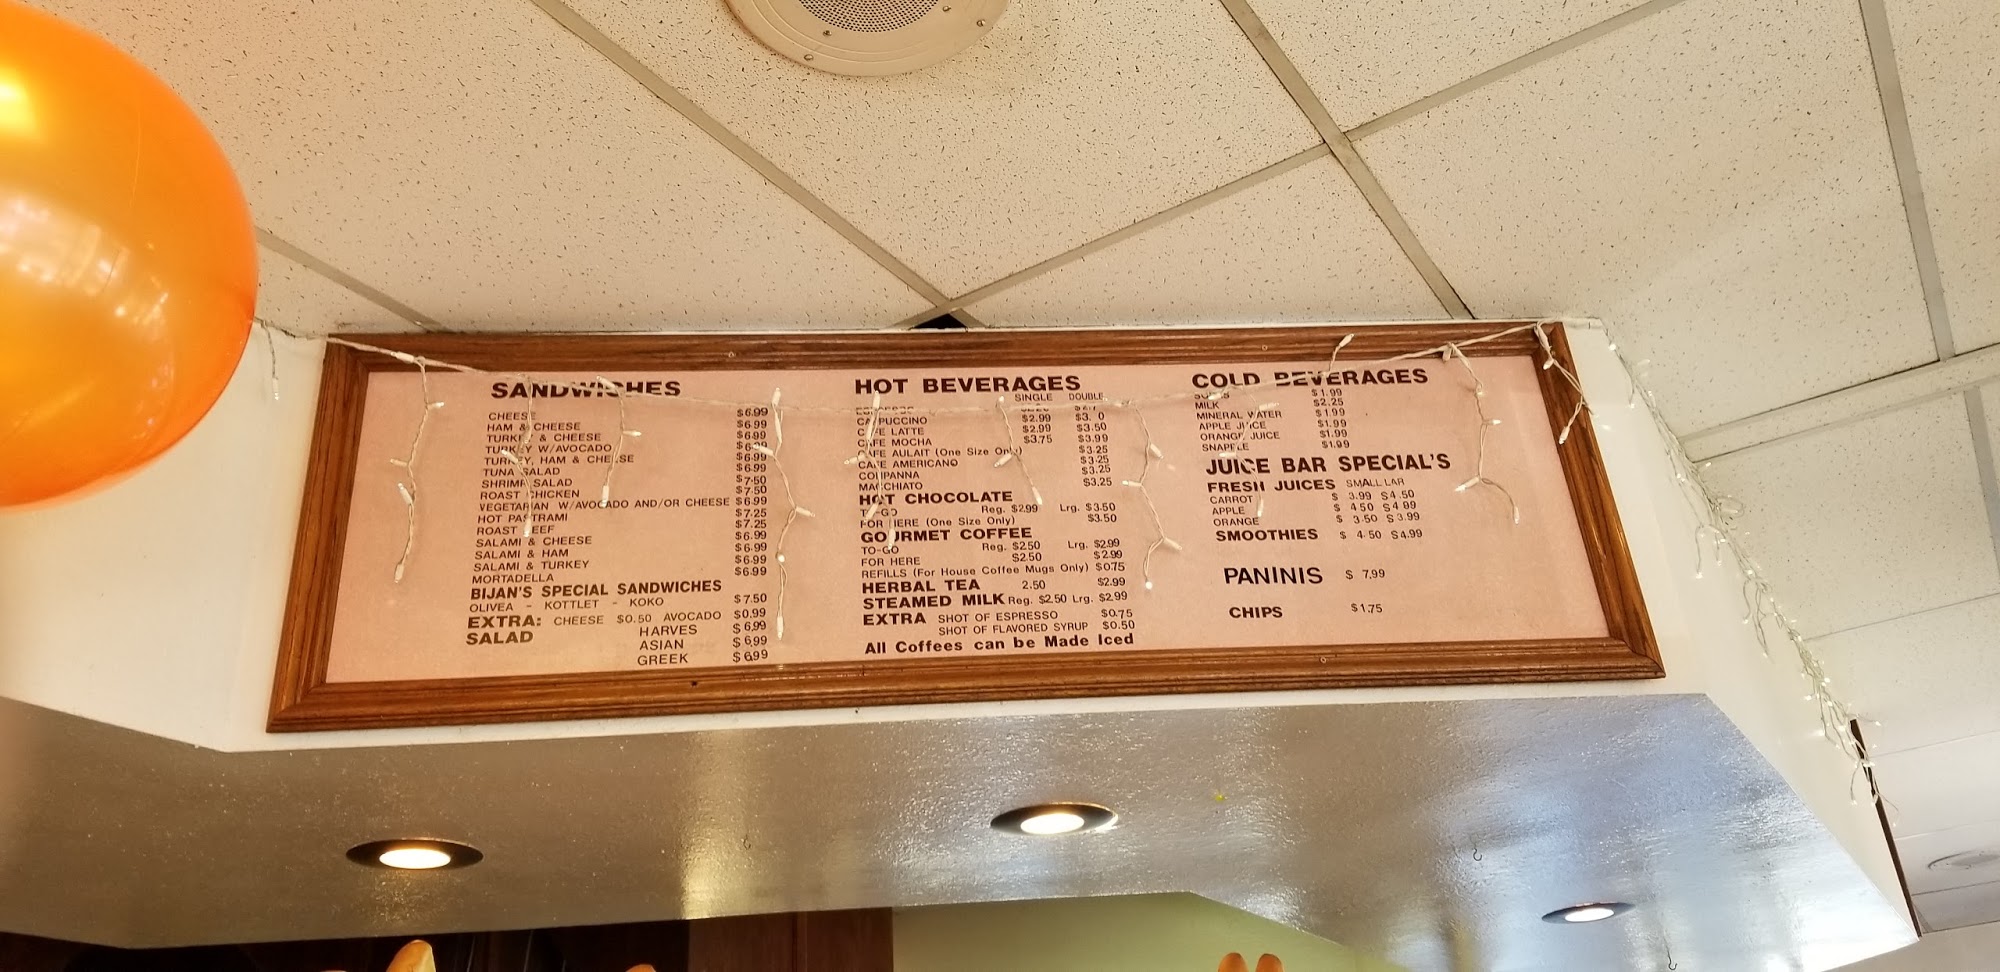 SANDWICHES
CHEESE $6.99
HAM & CHEESE $6.99
TURKEY & CHEESE $6.99
TURKEY W/AVOCADO
TURKEY, HAM & CHEESE $6.99
TUNA SALAD $6.99
SHRIMP SALAD $7.50
ROAST CHICKEN $7.50
VEGETARIAN W/AVOCADO AND/OR CHEESE $6.99
HOT PASTRAMI $7.25
ROAST BEEF $7.25
SALAMI & CHEESE $6.99
SALAMI & HAM $6.99
SALAMI & TURKEY $6.99
MORTADELLA $6.99
BIJAN'S SPECIAL SANDWICHES
OLIVEA - KOTTLET - KOKO $7.50
EXTRA: CHEESE $0.50 AVOCADO $0.99
SALAD HARVES $6.99
ASIAN $6.99
GREEK $6.99
HOT BEVERAGES
SINGLE DOUBLE
CAPPUCCINO $2.99
CAFE LATTE $2.99 $3.50
CAFE MOCHA $3.75 $3.99
CAFE AULAIT (One Size Only) $3.25
CAFE AMERICANO $3.25
CONPANNA $3.25
MACCHIATO $3.25
HOT CHOCOLATE
TO-GO Reg. $2.99 Lrg. $3.50
FOR HERE (One Size Only) $3.50
GOURMET COFFEE
TO-GO Reg. $2.50 Lrg. $2.99
FOR HERE $2.50 $2.99
REFILLS (For House Coffee Mugs Only) $0.75
HERBAL TEA 2.50 $2.99
STEAMED MILK Reg. $2.50 Lrg. $2.99
EXTRA SHOT OF ESPRESSO $0.75
SHOT OF FLAVORED SYRUP $0.50
All Coffees can be Made Iced
COLD BEVERAGES
$1.99
MILK $2.25
MINERAL WATER $1.99
APPLE JUICE $1.99
ORANGE JUICE $1.99
SNAPPLE $1.99
JUICE BAR SPECIAL'S
FRESH JUICES SMALL LAR
CARROT $ 3.99 $4.50
APPLE $ 4.50 $4.99
ORANGE $ 3.50 $3.99
SMOOTHIES $ 4.50 $4.99
PANINIS $ 7.99
CHIPS $1.75